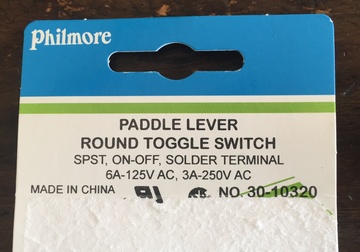 Philmore
PADDLE LEVER
ROUND TOGGLE SWITCH
SPST, ON-OFF, SOLDER TERMINAL
6A-125V AC, 3A-250V AC
MADE IN CHINA NO. 30-10320